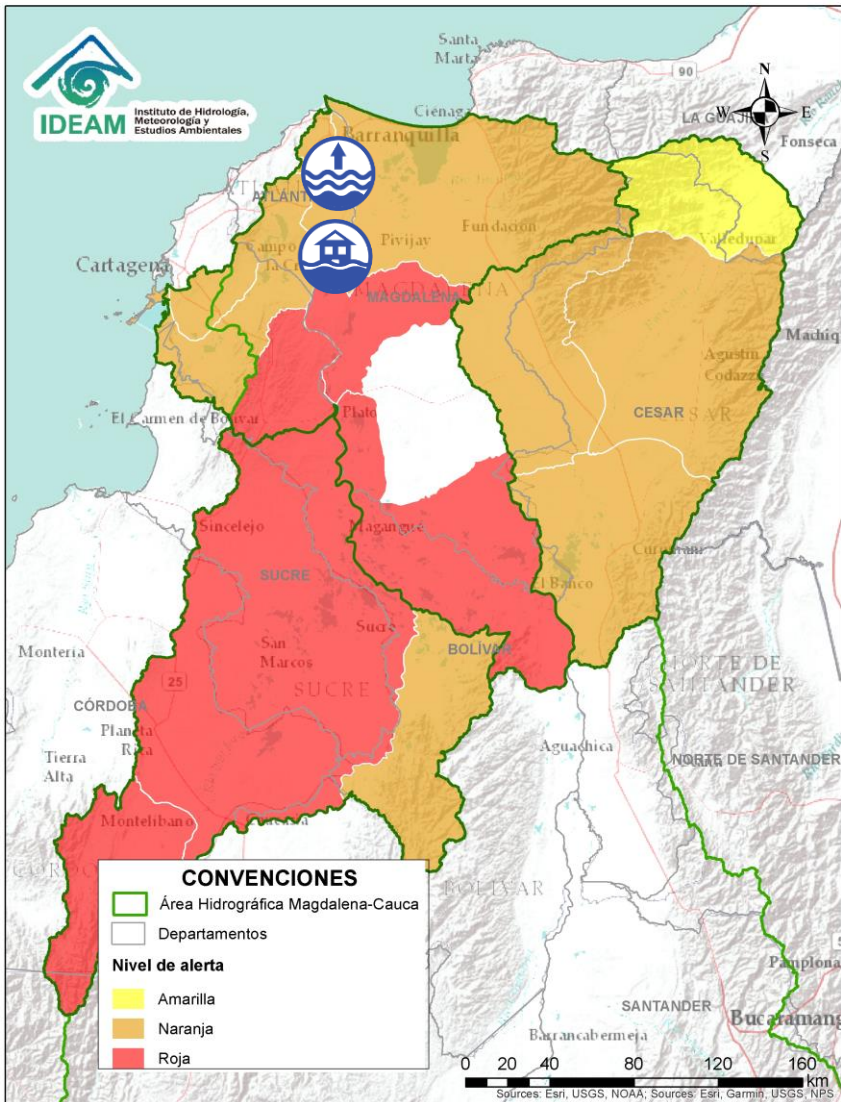 IDEAM
Instituto de Hidrología,
Meteorología y
Estudios Ambientales
Santa
Marta
90
N
W
E
S
LA GUAJIRA
Ciénaga
Fonseca
Barranquilla
Fundación
Valledupar
Pivijay
Cartagena
MAGDALENA
Agustín
Codazzi
El Carmen de Bolívar
Plato
CESAR
Sincelejo
Magangué
SUCRE
El Banco
Sucre
BOLÍVAR
San
Marcos
SUCRE
NORTE DE
SANTANDER
Montería
25
CÓRDOBA
Planeta
Rica
Tierra
Alta
Aguachica
NORTE DE SANTANDER
Montelíbano
BOLÍVAR
CONVENCIONES
Área Hidrográfica Magdalena-Cauca
Departamentos
Nivel de alerta
Amarilla
Naranja
Roja
Pamplona
SANTANDER
Bucaramang
Barrancabermeja
0 20 40 80 120 160
km
Sources: Esri, USGS, NOAA; Sources: Esri, Garmin, USGS, NPS